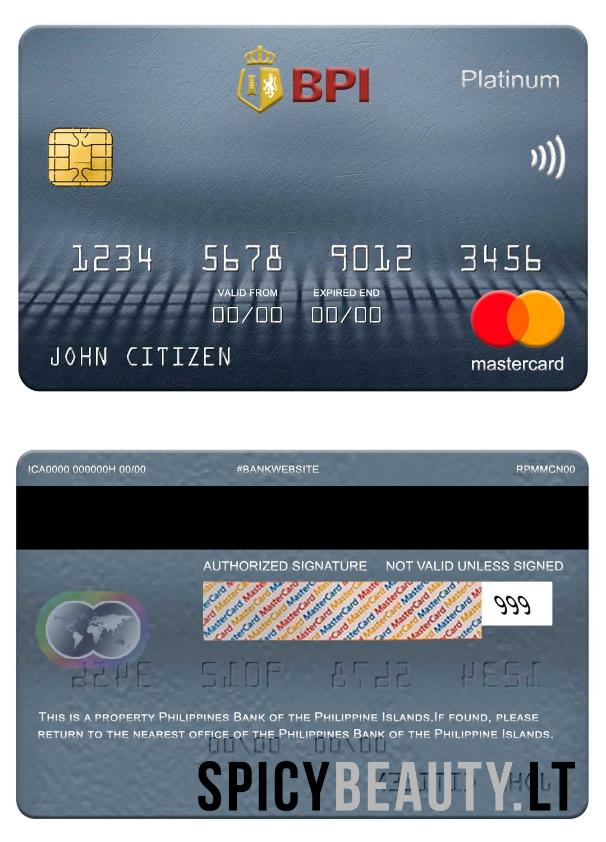 BPI
Platinum
1234 5678 9012 3456
VALID FROM EXPIRED END
00/00 00/00
JOHN CITIZEN
mastercard
ICA0000 000000H 00/00 #BANKWEBSITE RPMMCN00
AUTHORIZED SIGNATURE NOT VALID UNLESS SIGNED
MasterCard MasterCard MasterCard
999
THIS IS A PROPERTY PHILIPPINES BANK OF THE PHILIPPINE ISLANDS.IF FOUND, PLEASE
RETURN TO THE NEAREST OFFICE OF THE PHILIPPINES BANK OF THE PHILIPPINE ISLANDS.
SPICYBEAUTY.LT